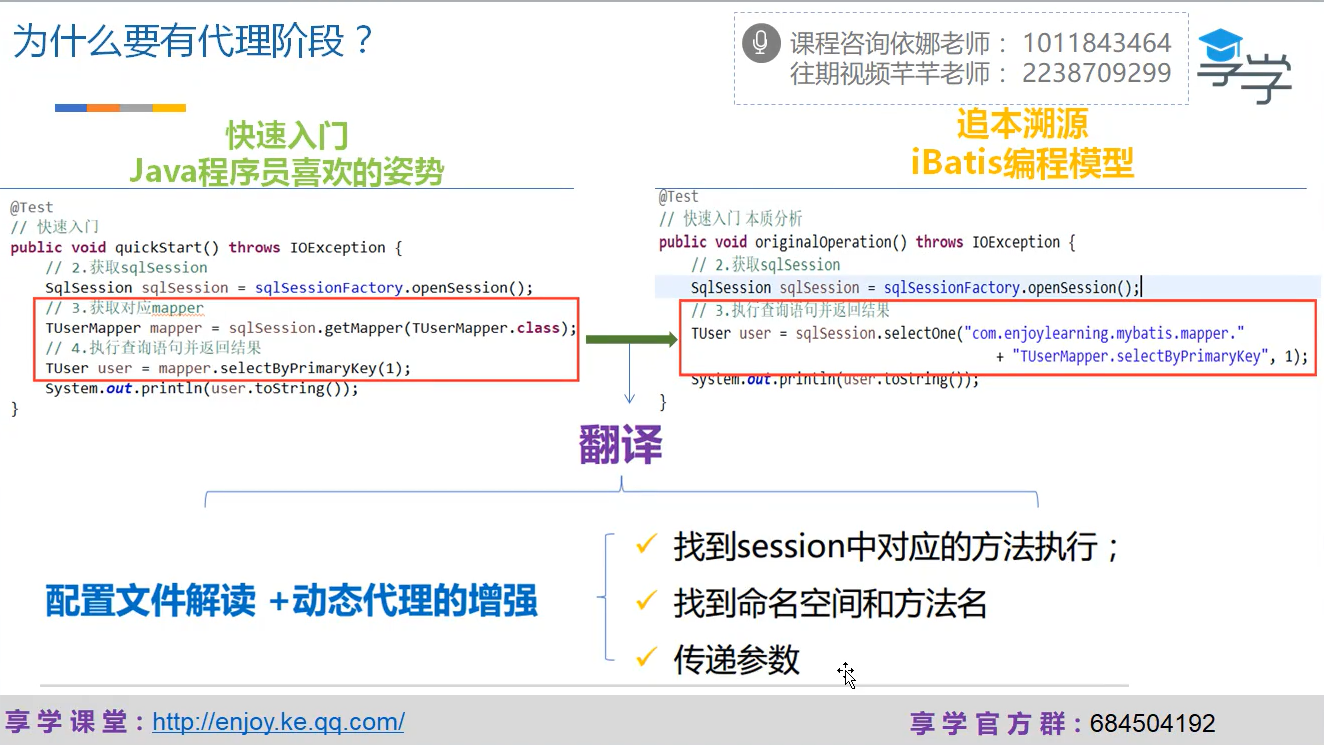 为什么要有代理阶段？
课程咨询依娜老师： 1011843464
往期视频芊芊老师： 2238709299
享学
快速入门
Java程序员喜欢的姿势
@Test
// 快速入门
public void quickStart() throws IOException {
// 2.获取sqlSession
SqlSession sqlSession = sqlSessionFactory.openSession();
// 3.获取对应mapper
TUserMapper mapper = sqlSession.getMapper(TUserMapper.class);
// 4.执行查询语句并返回结果
TUser user = mapper.selectByPrimaryKey(1);
System.out.println(user.toString());
}
追本溯源
iBatis编程模型
@Test
// 快速入门 本质分析
public void originalOperation() throws IOException {
// 2.获取sqlSession
SqlSession sqlSession = sqlSessionFactory.openSession();
// 3.执行查询语句并返回结果
TUser user = sqlSession.selectOne("com.enjoylearning.mybatis.mapper."
+ "TUserMapper.selectByPrimaryKey", 1);
System.out.println(user.toString());
}
翻译
配置文件解读 +动态代理的增强
✓ 找到session中对应的方法执行；
✓ 找到命名空间和方法名
✓ 传递参数
享学课堂：http://enjoy.ke.qq.com/
享学官方群：684504192